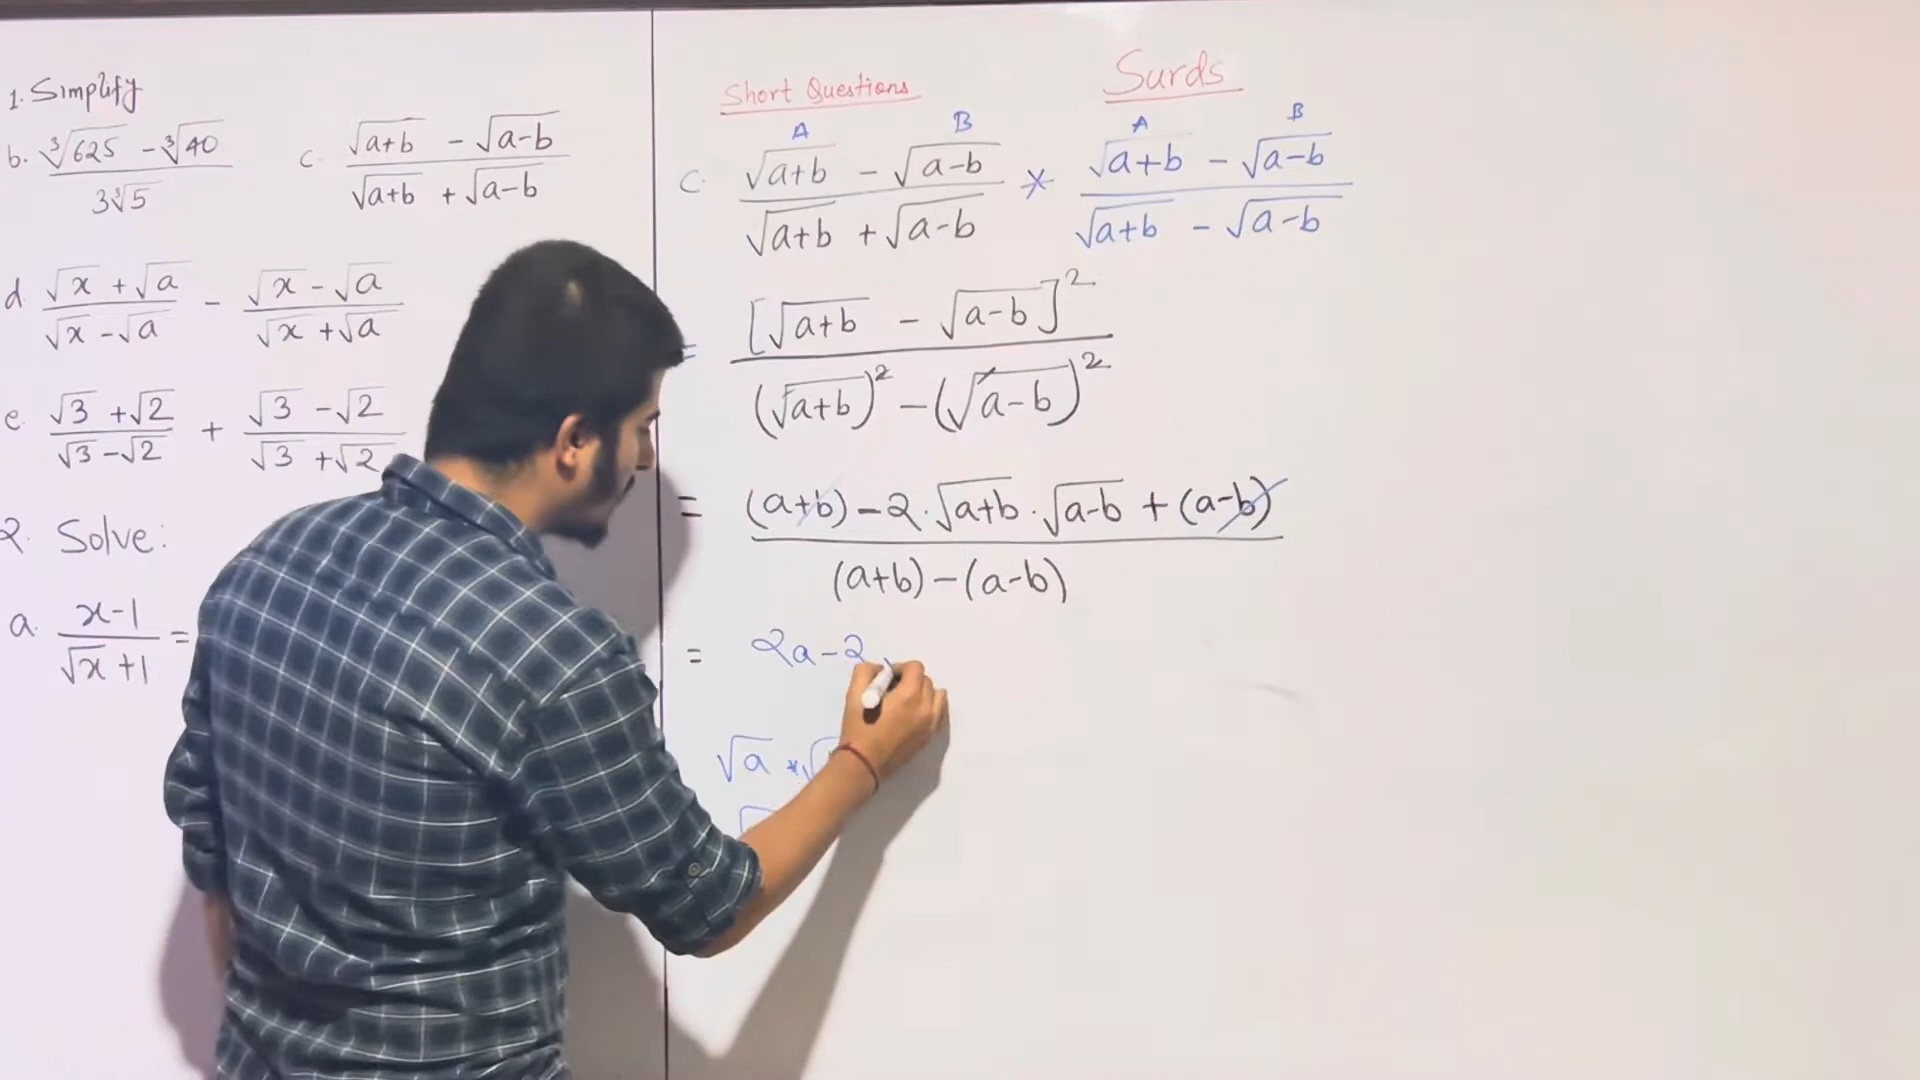 1. Simplify
b. ∛625 - ∛40 / 3∛5
c. √a+b - √a-b / √a+b + √a-b
d √x + √a / √x - √a - √x - √a / √x + √a
e. √3 + √2 / √3 - √2 + √3 - √2 / √3 + √2
2. Solve:
a. x-1 / √x + 1 =
Short Questions
Surds
A B A B
c. √a+b - √a-b / √a+b + √a-b * √a+b - √a-b / √a+b - √a-b
= [√a+b - √a-b]² / (√a+b)² - (√a-b)²
= (a+b) - 2 · √a+b · √a-b + (a-b) / (a+b) - (a-b)
= 2a - 2
√a * √